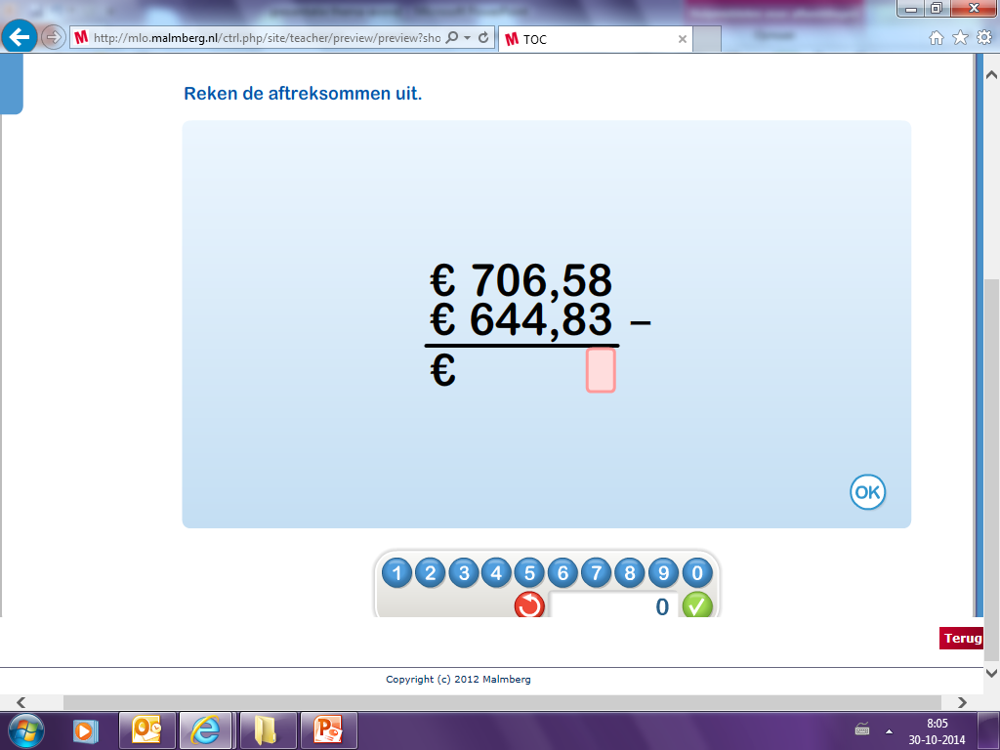 http://mlo.malmberg.nl/ctrl.php/site/teacher/preview/preview?sho
TOC
Reken de aftreksommen uit.
€ 706,58
€ 644,83 –
€
OK
1 2 3 4 5 6 7 8 9 0
0
Terug
Copyright (c) 2012 Malmberg
8:05
30-10-2014